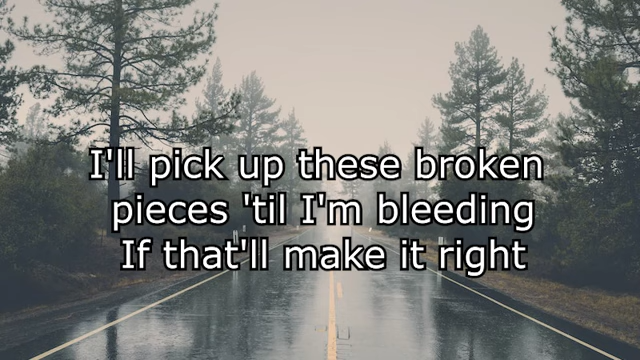 I'll pick up these broken
pieces 'til I'm bleeding
If that'll make it right